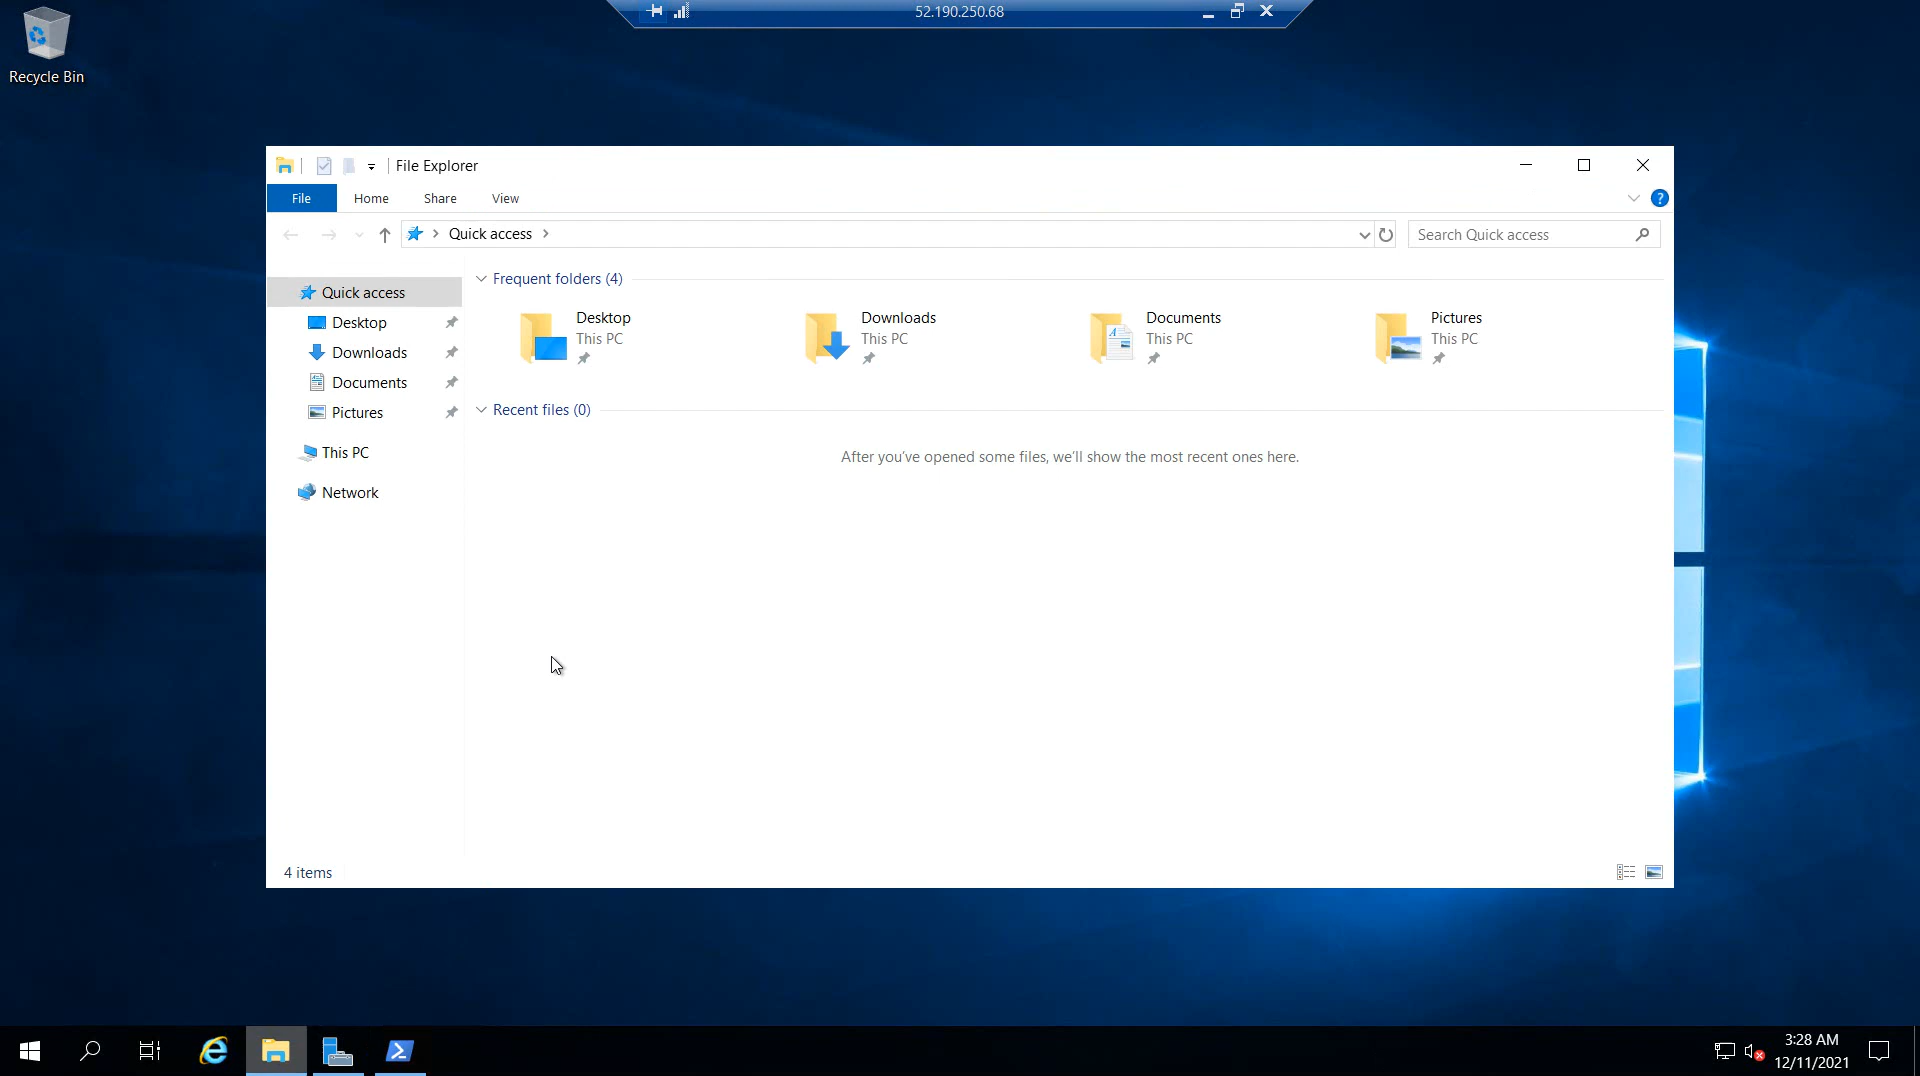 52.190.250.68
Recycle Bin
File Explorer
File
Home
Share
View
?
Quick access
Search Quick access
Quick access
Desktop
Downloads
Documents
Pictures
This PC
Network
Frequent folders (4)
Desktop
This PC
Downloads
This PC
Documents
This PC
Pictures
This PC
Recent files (0)
After you've opened some files, we'll show the most recent ones here.
4 items
3:28 AM
12/11/2021